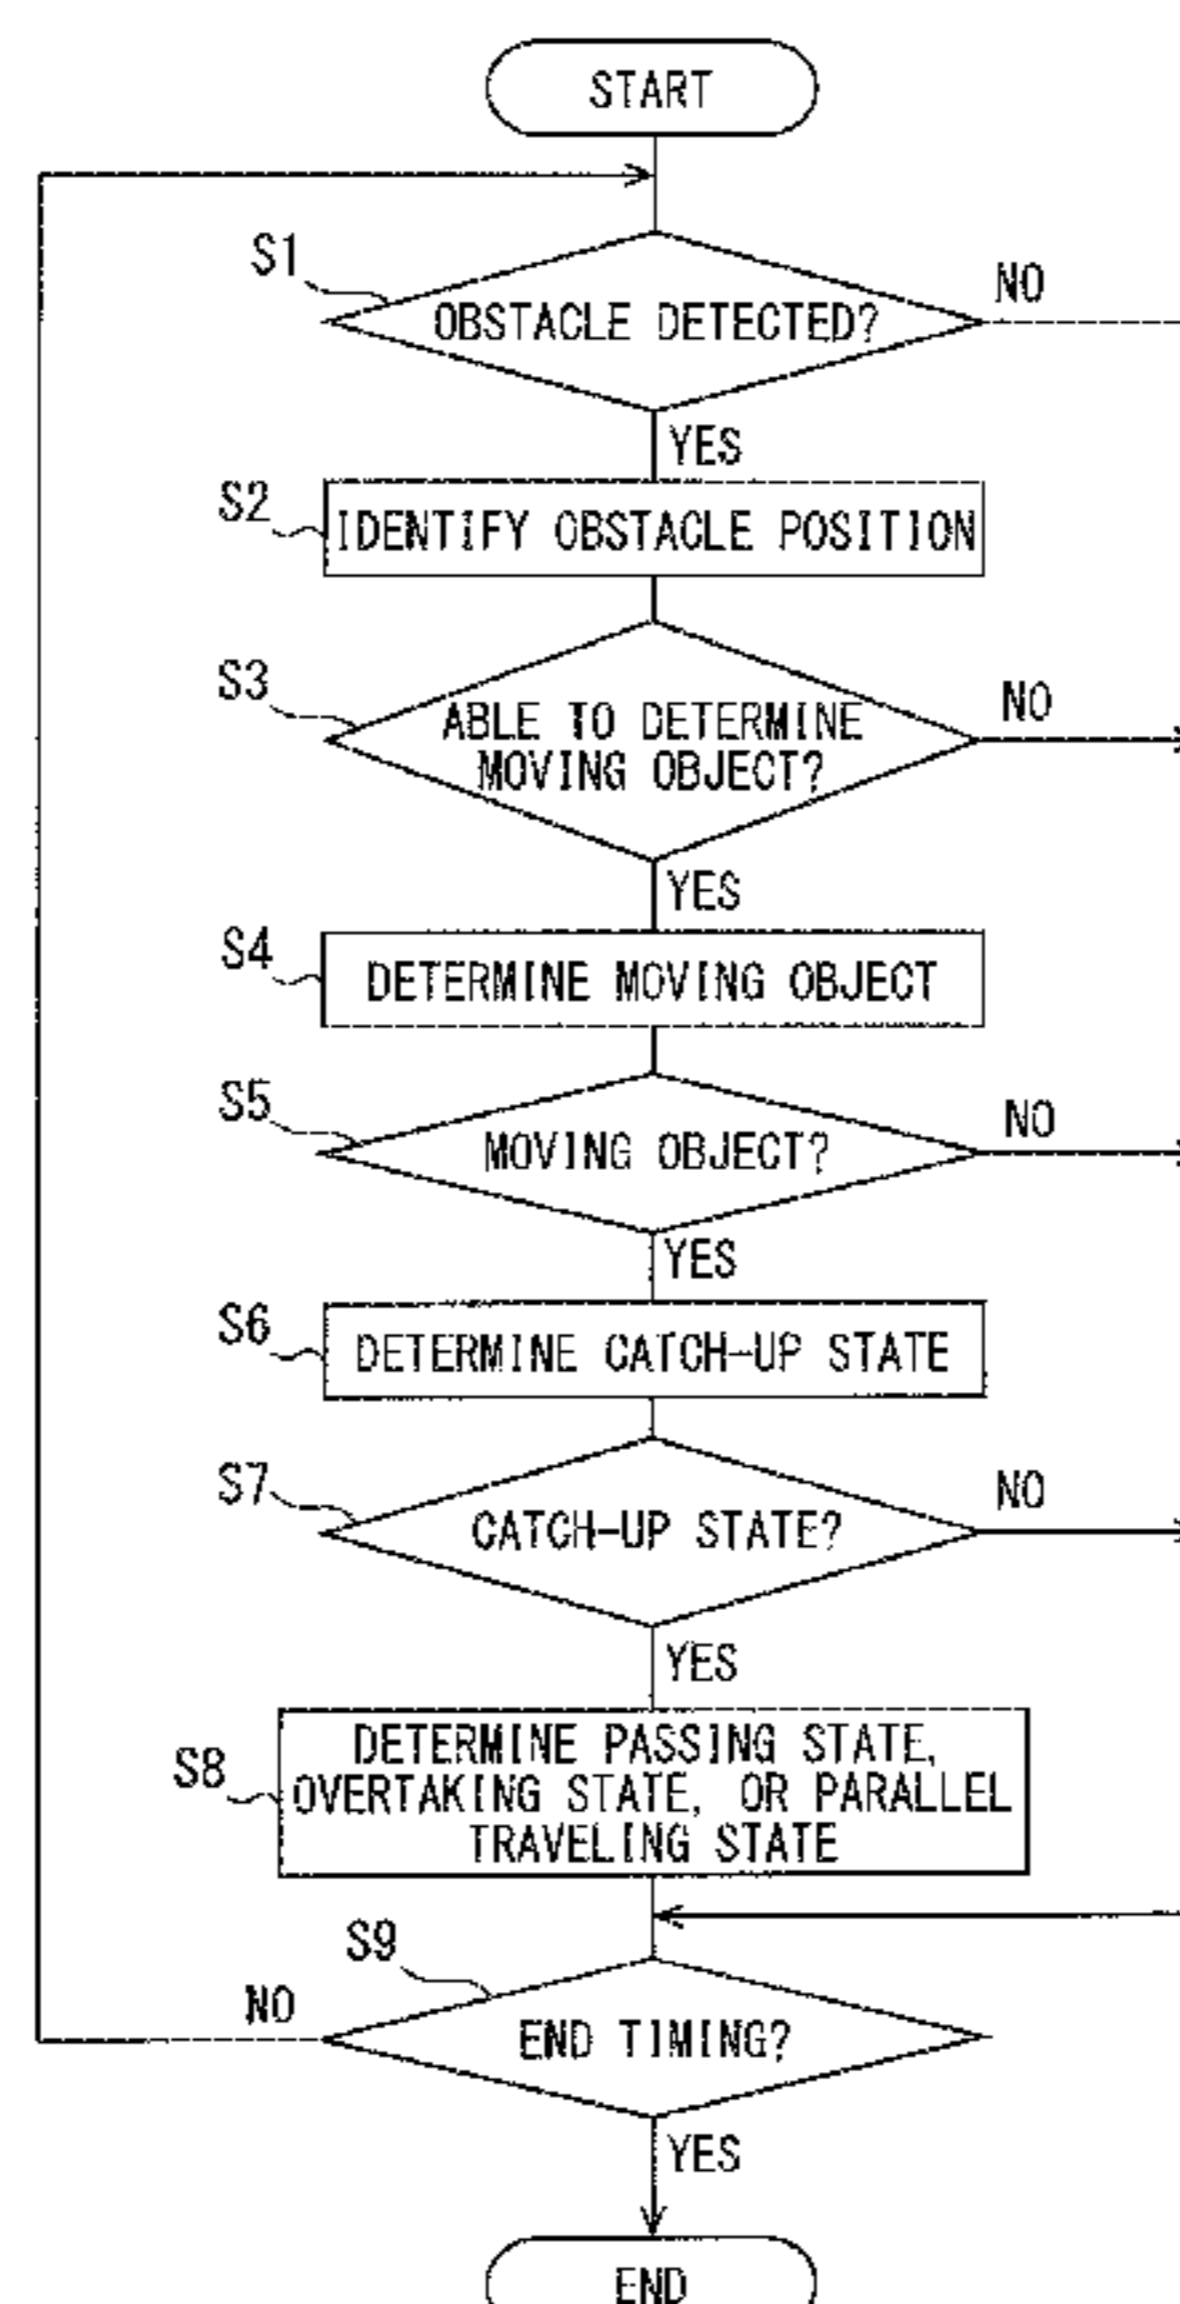 START
S1
OBSTACLE DETECTED?
NO
YES
S2
IDENTIFY OBSTACLE POSITION
S3
ABLE TO DETERMINE
MOVING OBJECT?
NO
YES
S4
DETERMINE MOVING OBJECT
S5
MOVING OBJECT?
NO
YES
S6
DETERMINE CATCH-UP STATE
S7
CATCH-UP STATE?
NO
YES
S8
DETERMINE PASSING STATE,
OVERTAKING STATE, OR PARALLEL
TRAVELING STATE
S9
END TIMING?
NO
YES
END